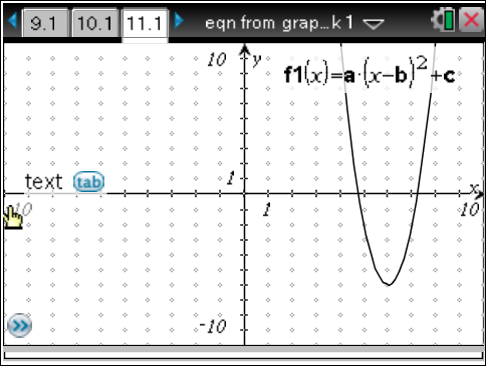 9.1 10.1 11.1 eqn from grap...k 1
10 y
f1(x)=a·(x-b)²+c
text tab
1
x
-10 1 10
-10